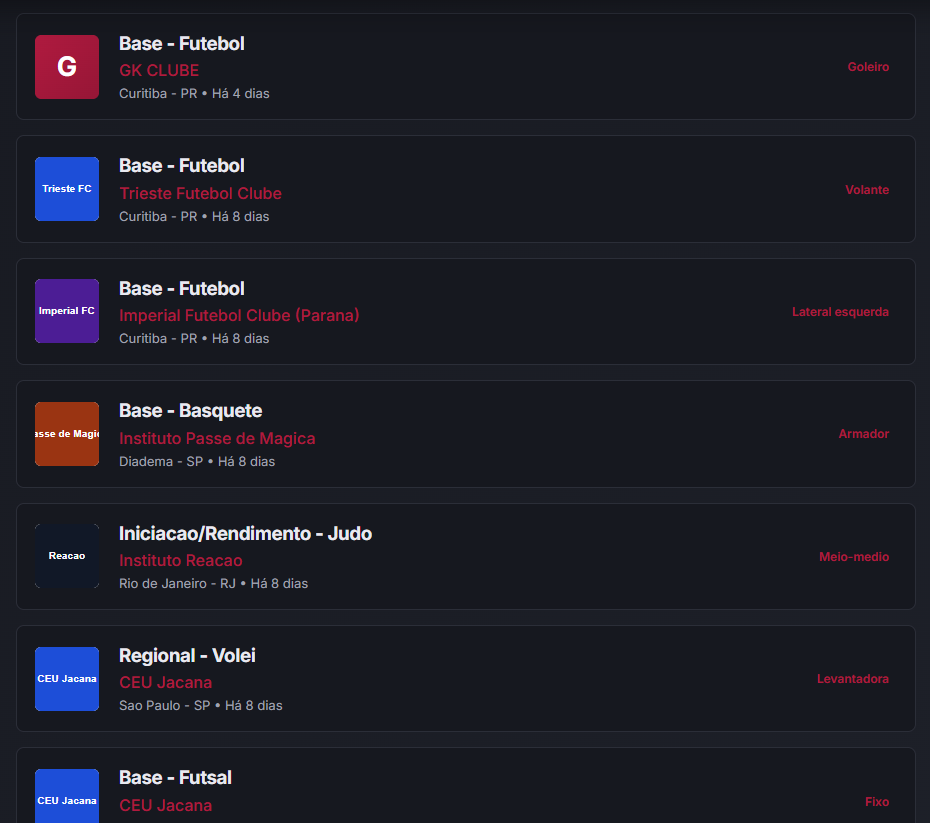 G
Base - Futebol
GK CLUBE
Curitiba - PR • Há 4 dias
Goleiro
Trieste FC
Base - Futebol
Trieste Futebol Clube
Curitiba - PR • Há 8 dias
Volante
Imperial FC
Base - Futebol
Imperial Futebol Clube (Parana)
Curitiba - PR • Há 8 dias
Lateral esquerda
asse de Magic
Base - Basquete
Instituto Passe de Magica
Diadema - SP • Há 8 dias
Armador
Reacao
Iniciacao/Rendimento - Judo
Instituto Reacao
Rio de Janeiro - RJ • Há 8 dias
Meio-medio
CEU Jacana
Regional - Volei
CEU Jacana
Sao Paulo - SP • Há 8 dias
Levantadora
CEU Jacana
Base - Futsal
CEU Jacana
Fixo